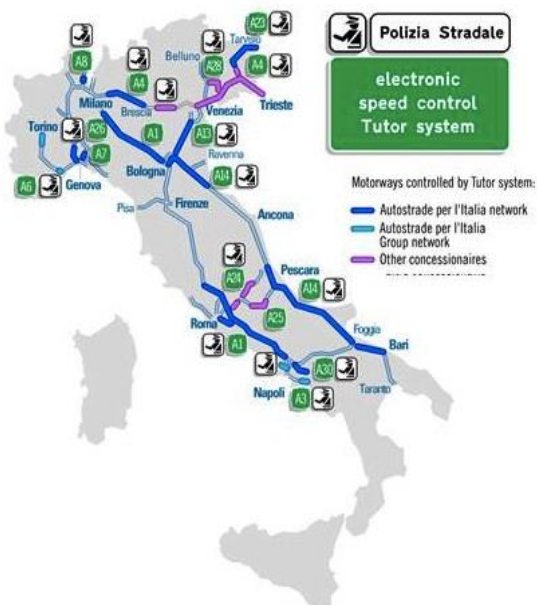 Polizia Stradale
electronic
speed control
Tutor system
Motorways controlled by Tutor system:
Autostrade per l'Italia network
Autostrade per l'Italia
Group network
Other concessionaires
A23
Tarvisio
Belluno
A8
A4
A28
A4
Milano
Brescia
Venezia
Trieste
Torino
A26
A1
A13
A7
Bologna
Ravenna
A6
Genova
A14
Pisa
Firenze
Ancona
A24
Pescara
A14
A25
Roma
A1
Foggia
Bari
A30
Napoli
A3
Taranto